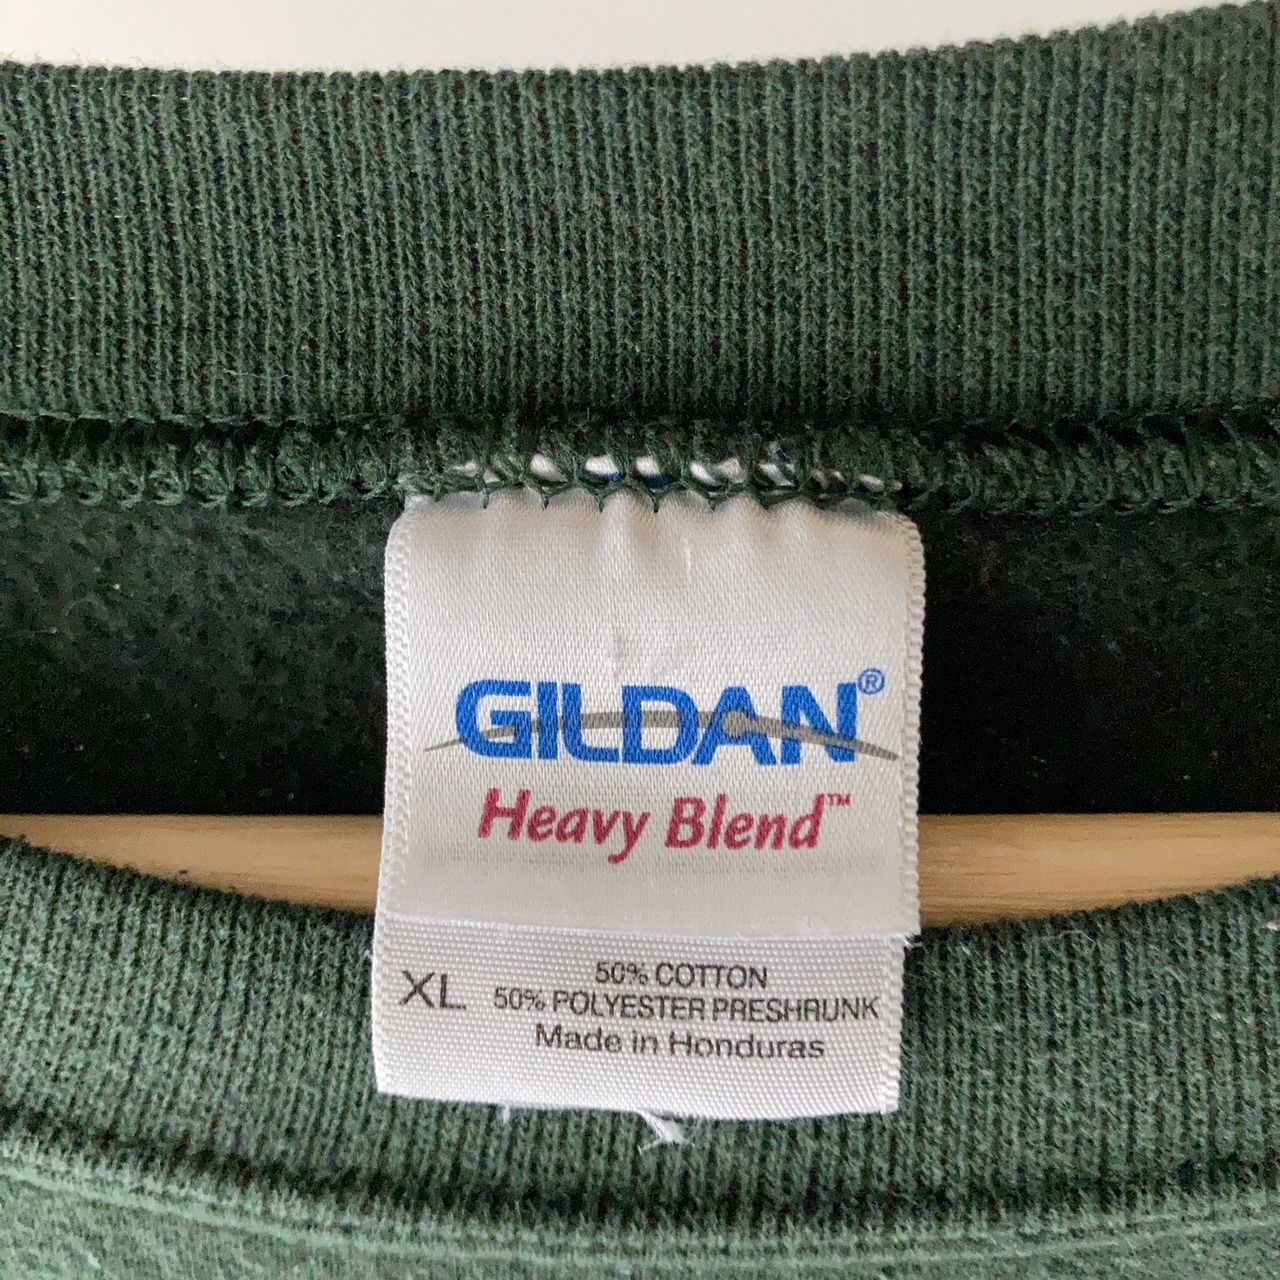 GILDAN®
Heavy Blend™
XL
50% COTTON
50% POLYESTER PRESHRUNK
Made in Honduras